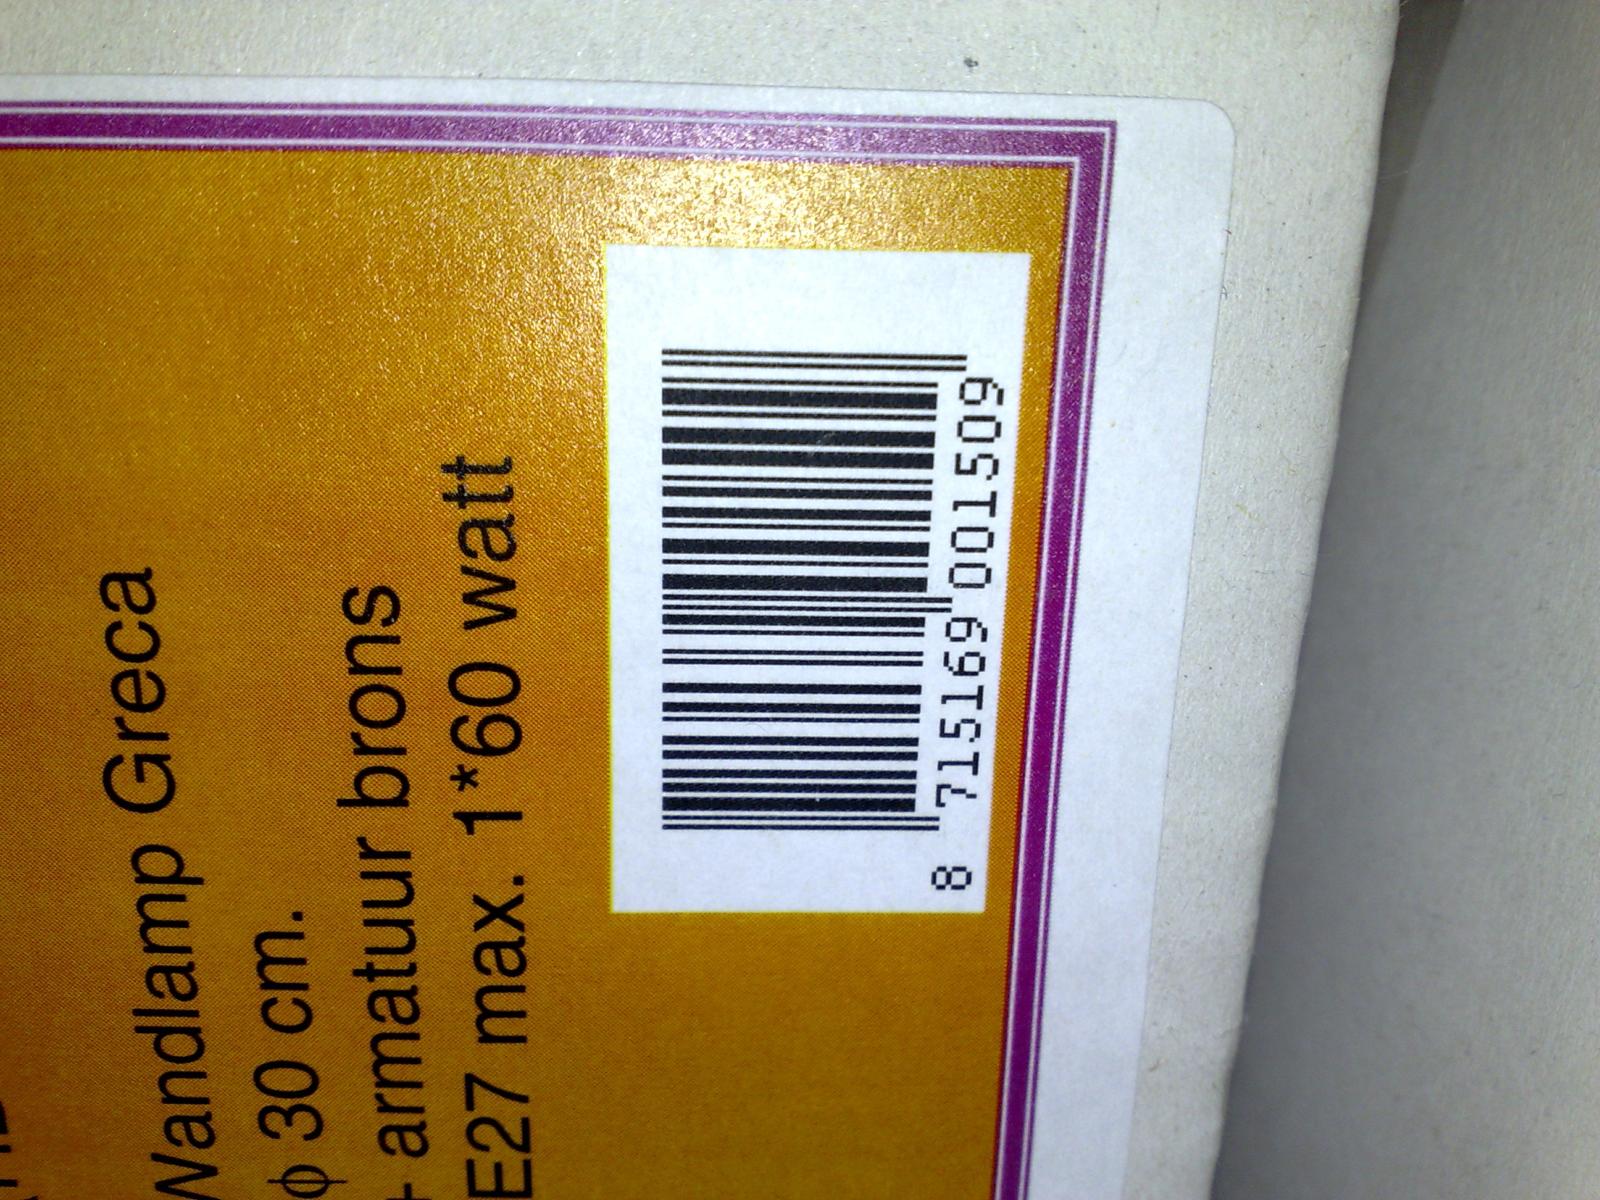 Wandlamp Greca
ϕ 30 cm.
+ armatuur brons
E27 max. 1*60 watt
8 715169 001509